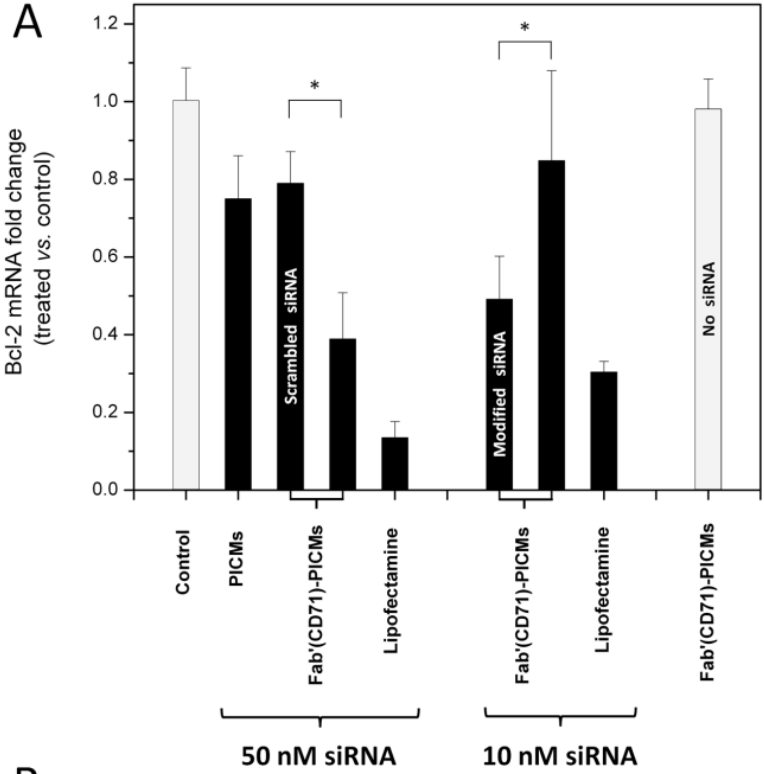 A
Bcl-2 mRNA fold change
(treated vs. control)
1.2
1.0
0.8
0.6
0.4
0.2
0.0
*
*
Scrambled siRNA
Modified siRNA
No siRNA
Control
PICMs
Fab'(CD71)-PICMs
Lipofectamine
Fab'(CD71)-PICMs
Lipofectamine
Fab'(CD71)-PICMs
50 nM siRNA
10 nM siRNA